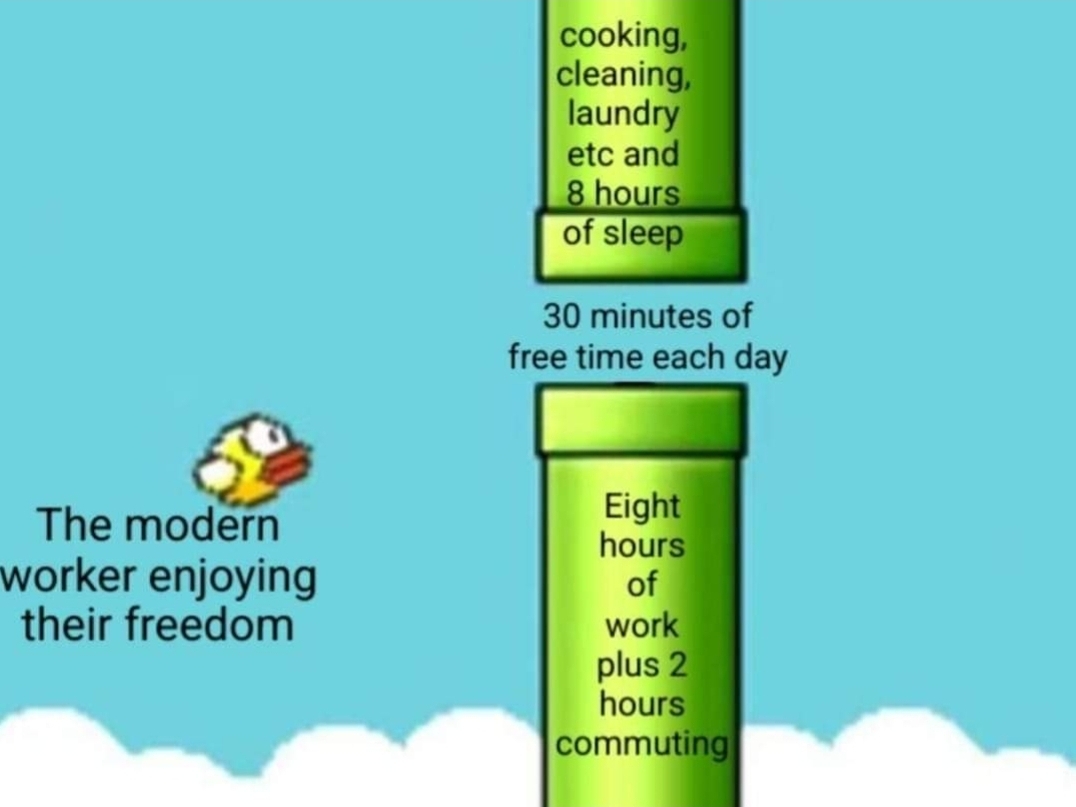 cooking,
cleaning,
laundry
etc and
8 hours
of sleep
30 minutes of
free time each day
The modern
worker enjoying
their freedom
Eight
hours
of
work
plus 2
hours
commuting